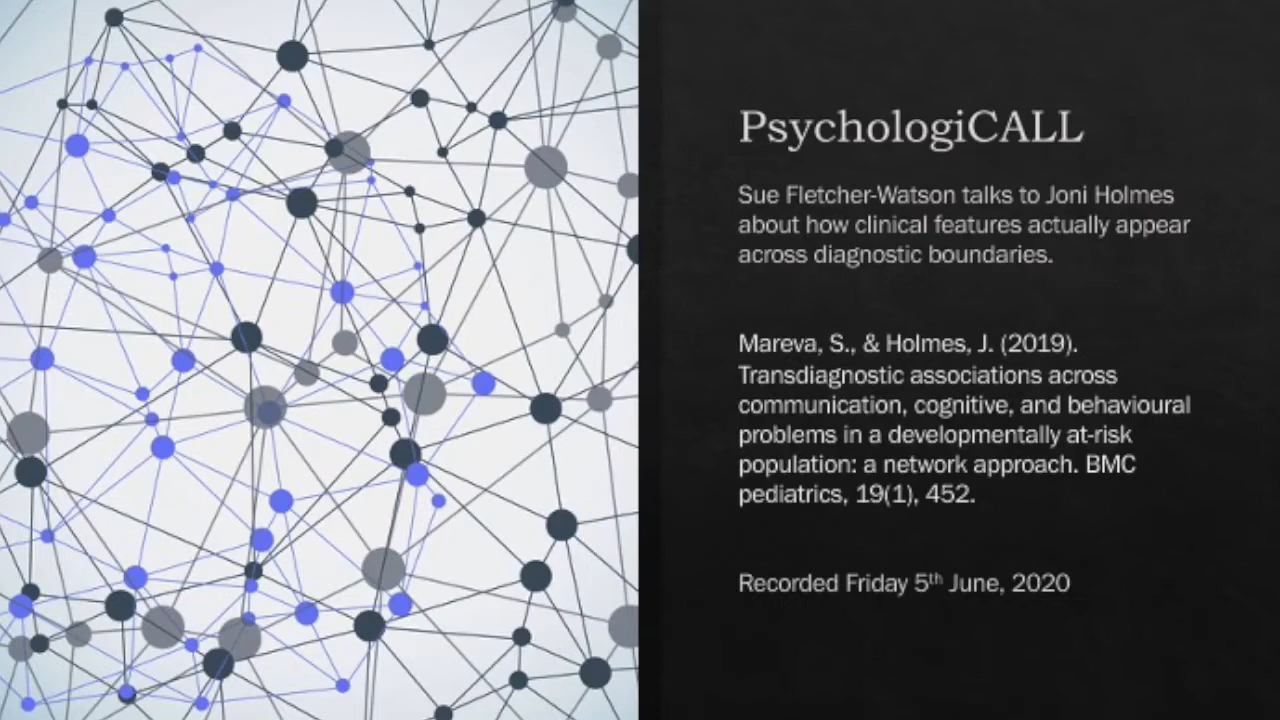 PsychologiCALL
Sue Fletcher-Watson talks to Joni Holmes
about how clinical features actually appear
across diagnostic boundaries.
Mareva, S., & Holmes, J. (2019).
Transdiagnostic associations across
communication, cognitive, and behavioural
problems in a developmentally at-risk
population: a network approach. BMC
pediatrics, 19(1), 452.
Recorded Friday 5th June, 2020